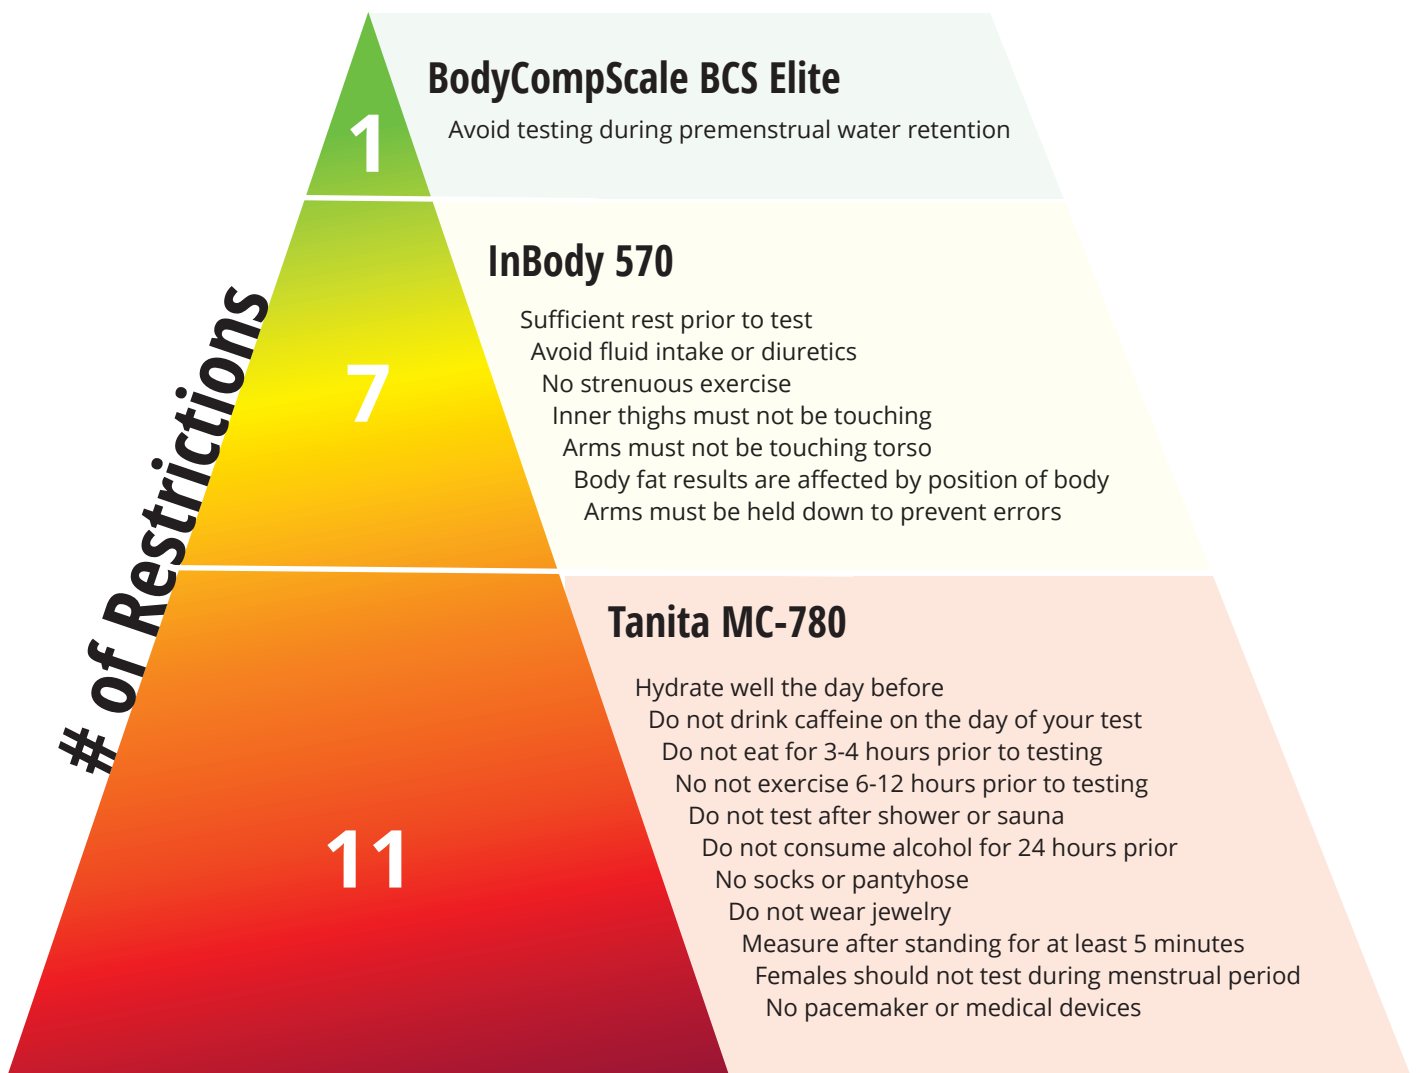 # of Restrictions
1
BodyCompScale BCS Elite
Avoid testing during premenstrual water retention
7
InBody 570
Sufficient rest prior to test
Avoid fluid intake or diuretics
No strenuous exercise
Inner thighs must not be touching
Arms must not be touching torso
Body fat results are affected by position of body
Arms must be held down to prevent errors
11
Tanita MC-780
Hydrate well the day before
Do not drink caffeine on the day of your test
Do not eat for 3-4 hours prior to testing
No not exercise 6-12 hours prior to testing
Do not test after shower or sauna
Do not consume alcohol for 24 hours prior
No socks or pantyhose
Do not wear jewelry
Measure after standing for at least 5 minutes
Females should not test during menstrual period
No pacemaker or medical devices